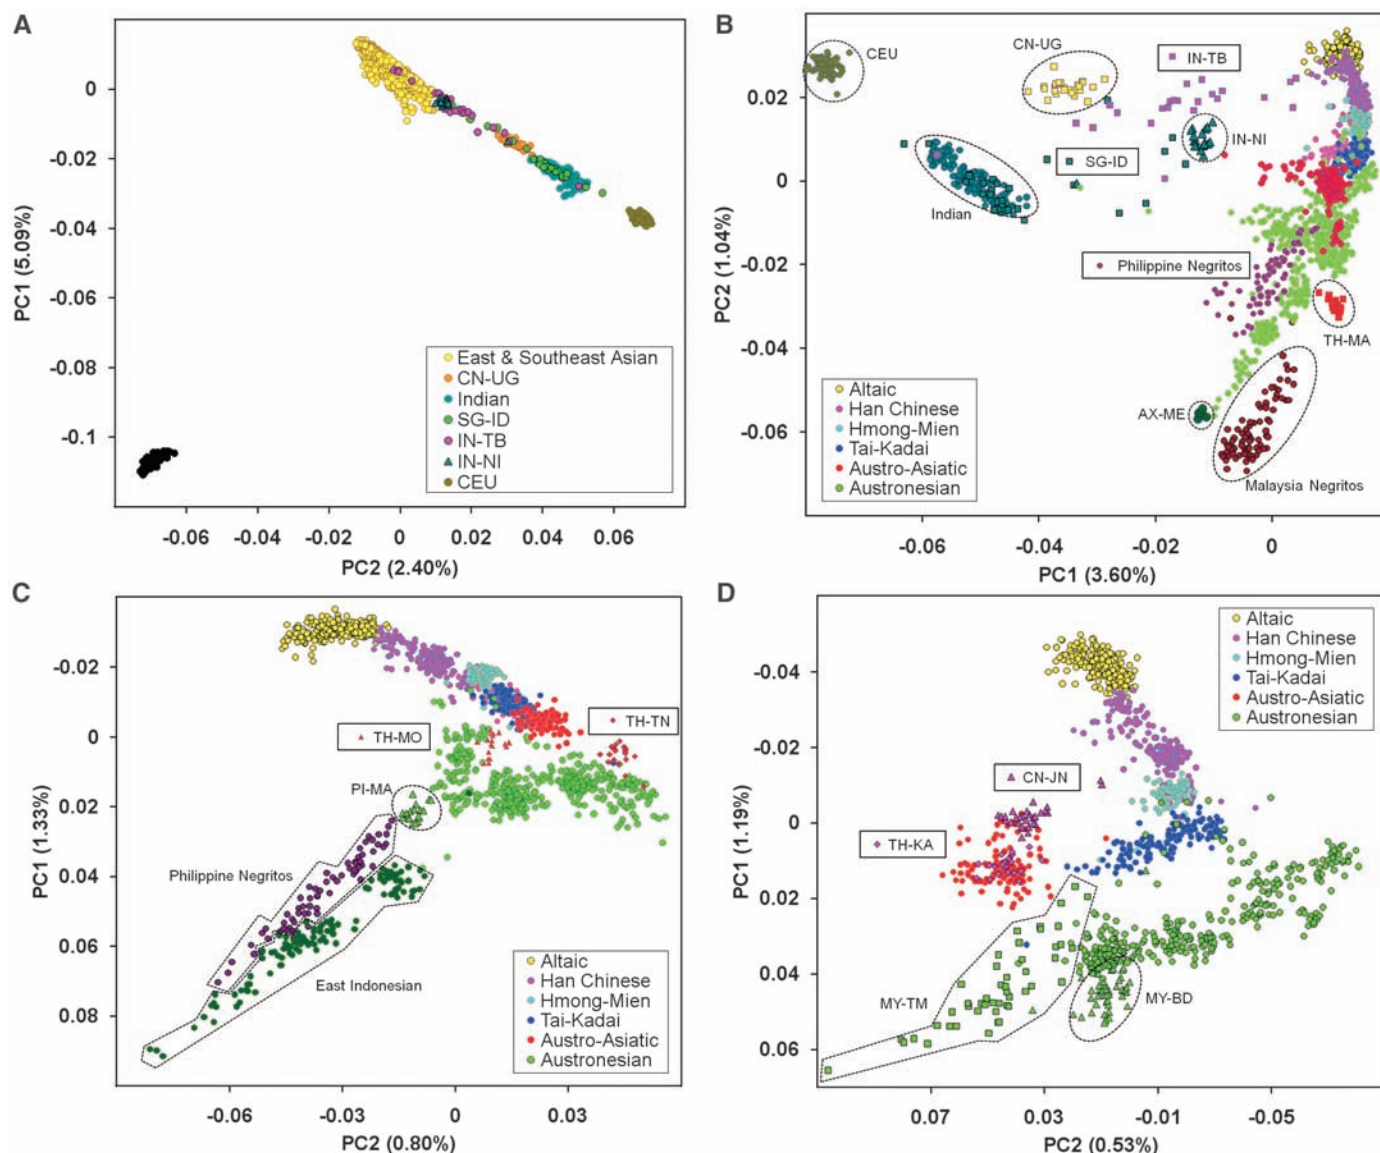 A
0
-0.02
-0.04
-0.06
-0.08
-0.1
PC1 (5.09%)
East & Southeast Asian
CN-UG
Indian
SG-ID
IN-TB
IN-NI
CEU
-0.06
-0.04
-0.02
0
0.02
0.04
0.06
PC2 (2.40%)
B
CEU
CN-UG
IN-TB
IN-NI
SG-ID
Indian
Philippine Negritos
TH-MA
AX-ME
Malaysia Negritos
0.02
0
-0.02
-0.04
-0.06
PC2 (1.04%)
Altaic
Han Chinese
Hmong-Mien
Tai-Kadai
Austro-Asiatic
Austronesian
-0.06
-0.04
-0.02
0
PC1 (3.60%)
C
-0.02
0
0.02
0.04
0.06
0.08
PC1 (1.33%)
TH-MO
TH-TN
PI-MA
Philippine Negritos
East Indonesian
Altaic
Han Chinese
Hmong-Mien
Tai-Kadai
Austro-Asiatic
Austronesian
-0.06
-0.03
0
0.03
PC2 (0.80%)
D
-0.04
-0.02
0
0.02
0.04
0.06
PC1 (1.19%)
Altaic
Han Chinese
Hmong-Mien
Tai-Kadai
Austro-Asiatic
Austronesian
CN-JN
TH-KA
MY-TM
MY-BD
0.07
0.03
-0.01
-0.05
PC2 (0.53%)